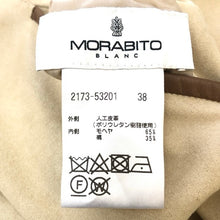 MORABITO
BLANC
2173-53201 38
外側 人工皮革
(ポリウレタン樹脂使用)
内側 モヘヤ 65%
綿 35%